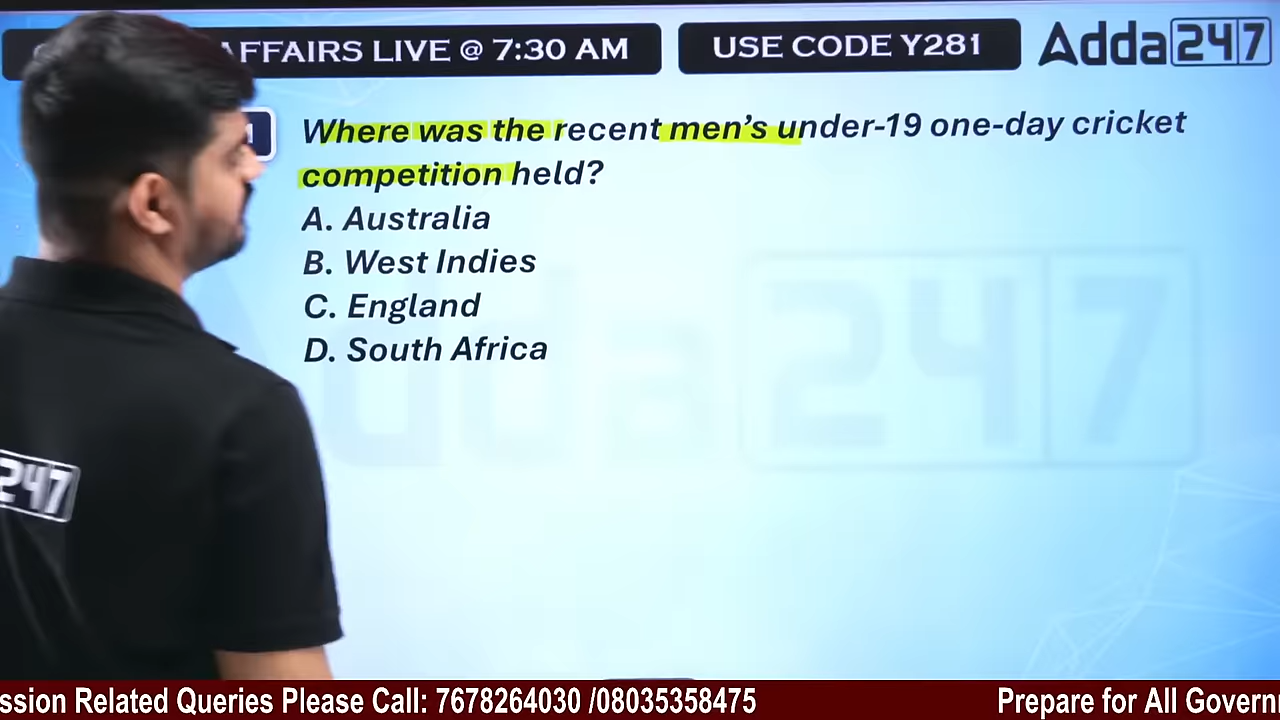 AFFAIRS LIVE @ 7:30 AM
USE CODE Y281
Adda247
Where was the recent men's under-19 one-day cricket
competition held?
A. Australia
B. West Indies
C. England
D. South Africa
247
ssion Related Queries Please Call: 7678264030 /08035358475
Prepare for All Governm